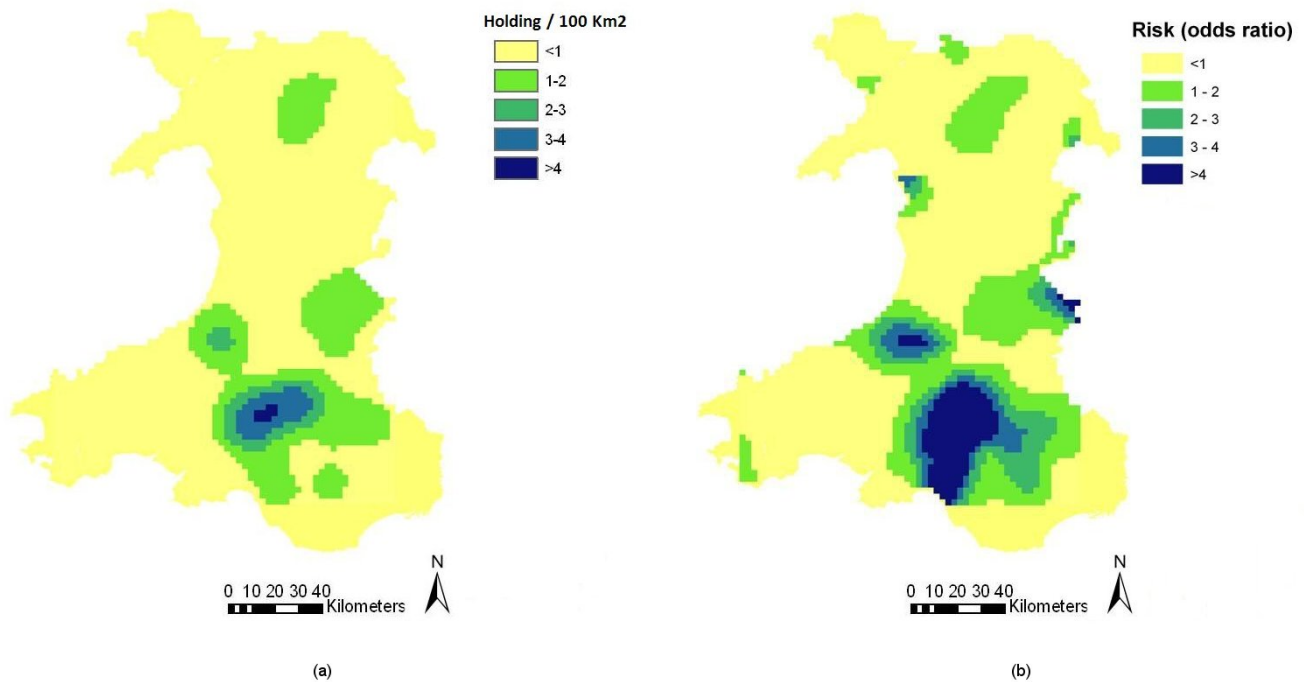 Holding / 100 Km2
<1
1-2
2-3
3-4
>4
N
0 10 20 30 40
Kilometers
(a)
Risk (odds ratio)
<1
1 - 2
2 - 3
3 - 4
>4
N
0 10 20 30 40
Kilometers
(b)